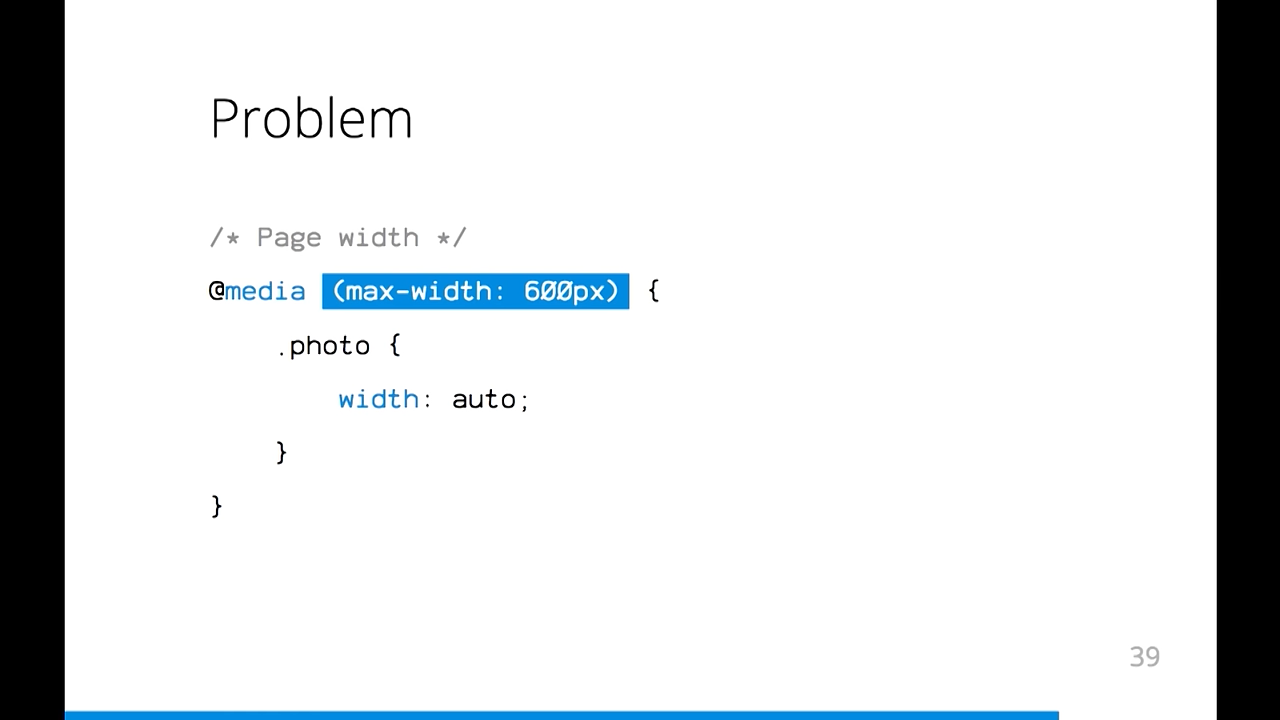 Problem
/* Page width */
@media (max-width: 600px) {
.photo {
width: auto;
}
}
39